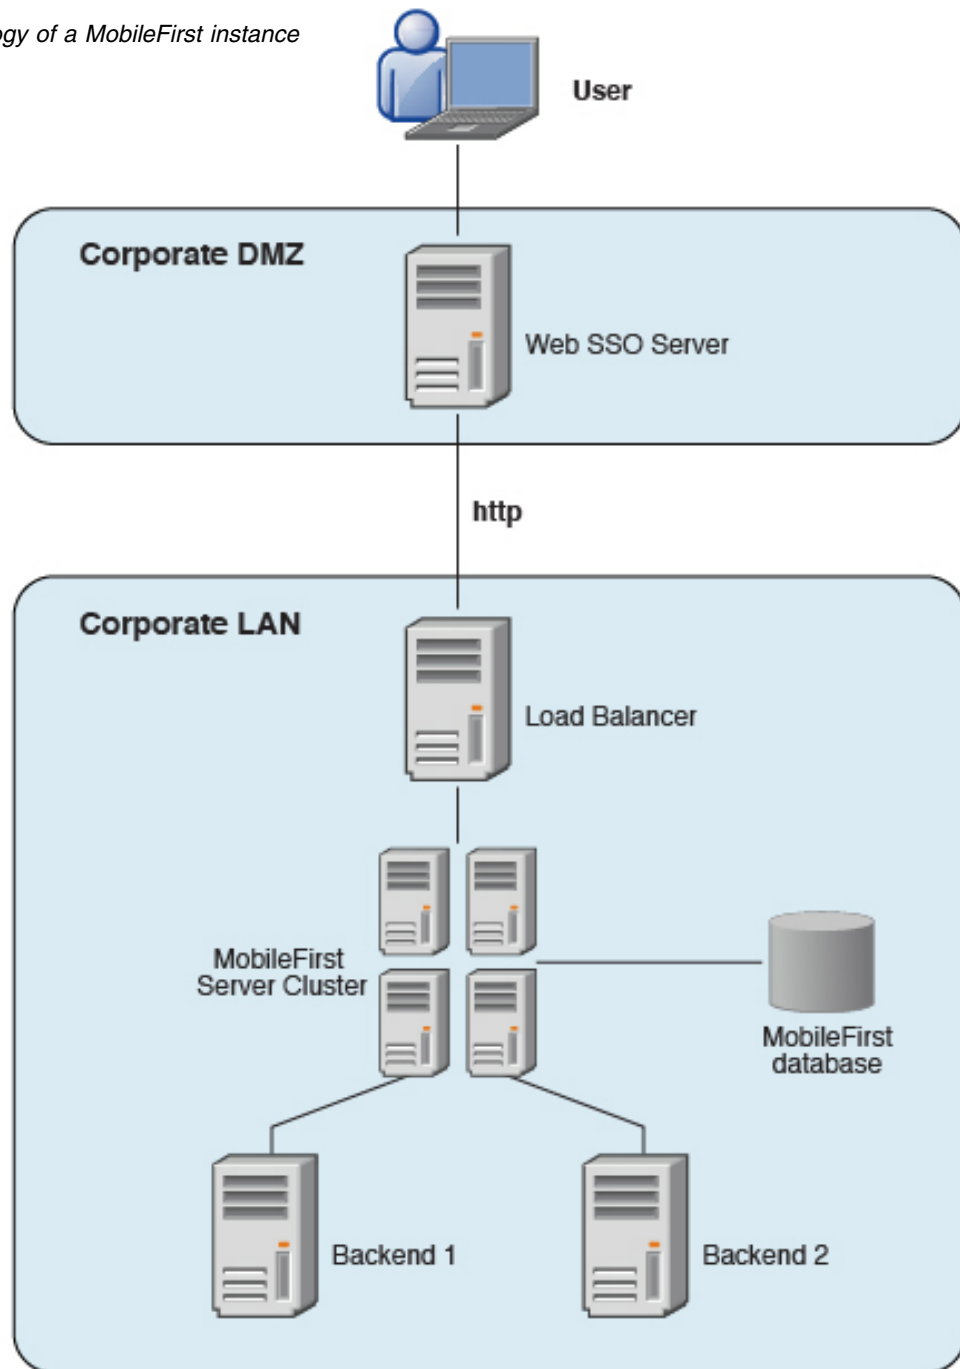 ogy of a MobileFirst instance
User
Corporate DMZ
Web SSO Server
http
Corporate LAN
Load Balancer
MobileFirst
Server Cluster
MobileFirst
database
Backend 1
Backend 2